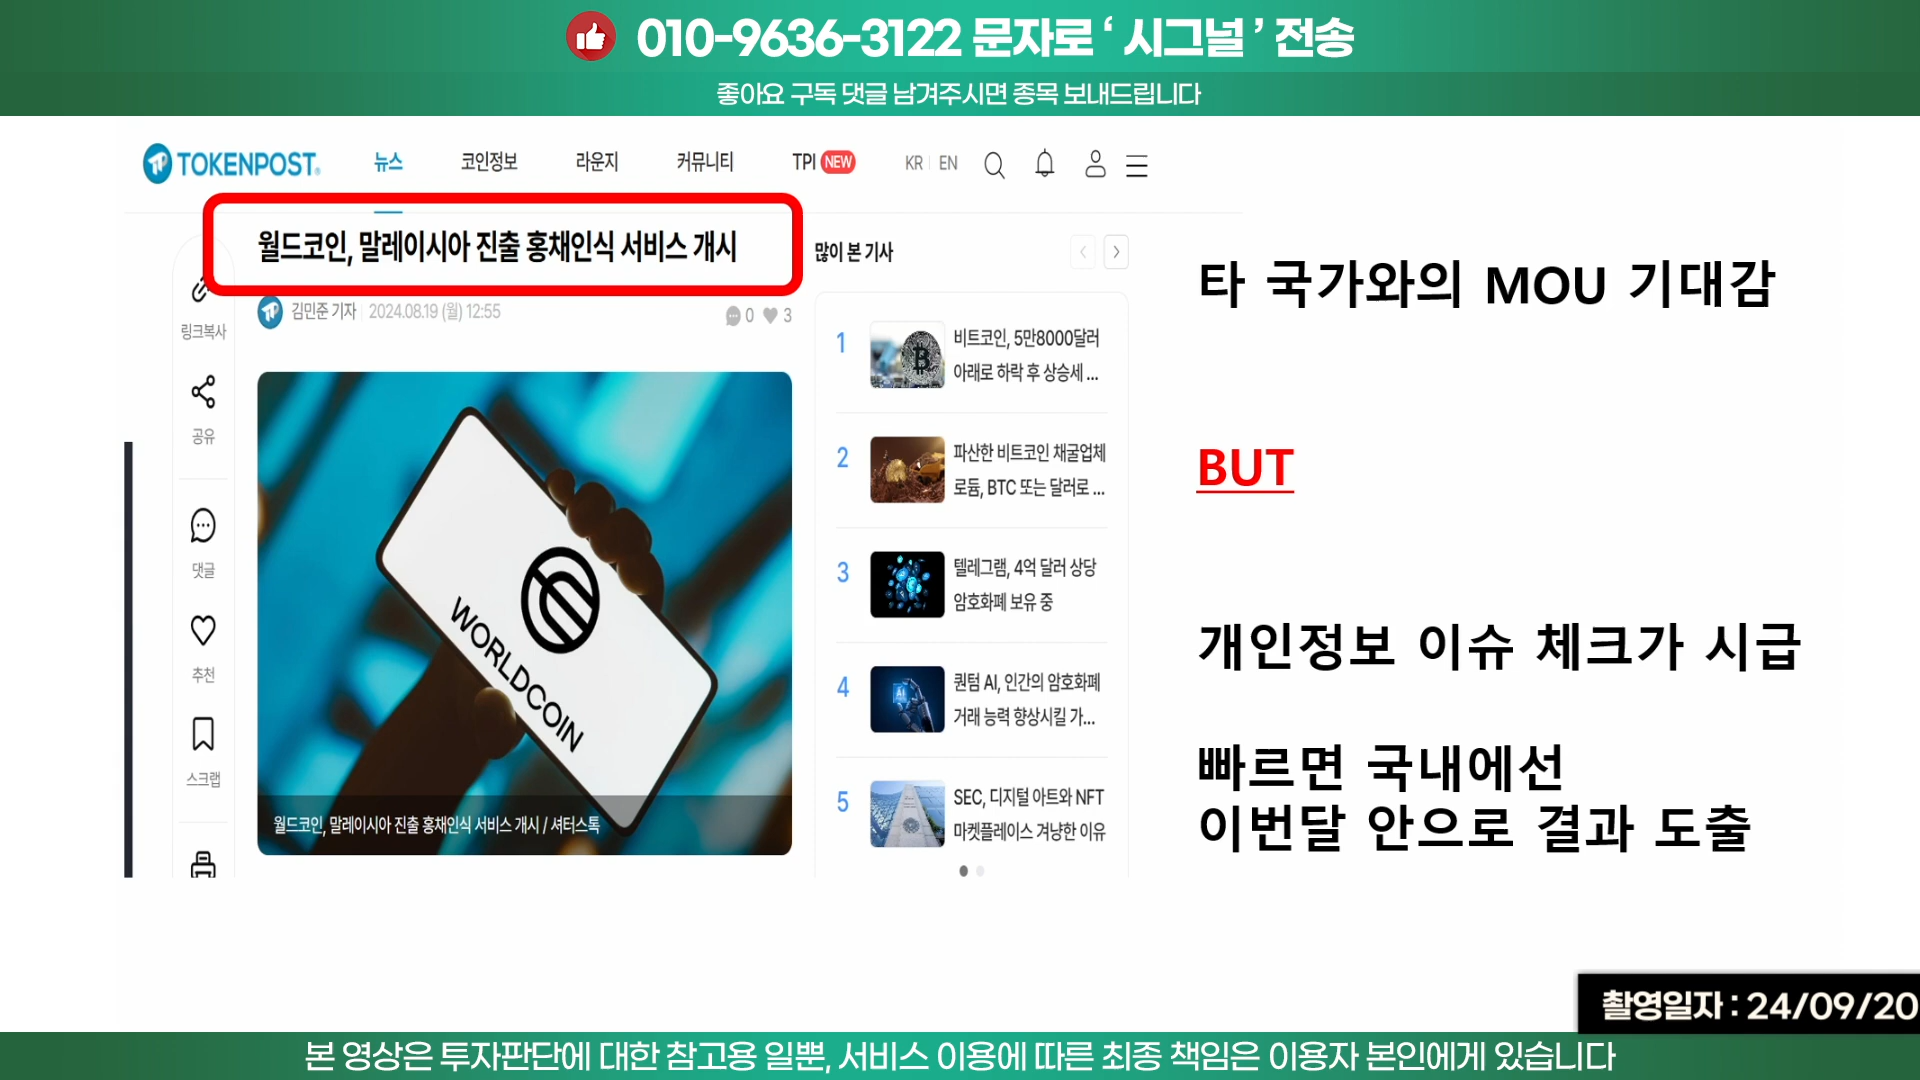 010-9636-3122 문자로 ‘ 시그널 ’ 전송
좋아요 구독 댓글 남겨주시면 종목 보내드립니다
TOKENPOST
뉴스
코인정보
라운지
커뮤니티
TPI NEW
KR EN
월드코인, 말레이시아 진출 홍채인식 서비스 개시
김민준 기자 2024.08.19 (월) 12:55
0 3
링크복사
공유
댓글
추천
스크랩
WORLDCOIN
월드코인, 말레이시아 진출 홍채인식 서비스 개시 / 셔터스톡
많이 본 기사
1 비트코인, 5만8000달러
아래로 하락 후 상승세 ...
2 파산한 비트코인 채굴업체
로듐, BTC 또는 달러로 ...
3 텔레그램, 4억 달러 상당
암호화폐 보유 중
4 퀀텀 AI, 인간의 암호화폐
거래 능력 향상시킬 가...
5 SEC, 디지털 아트와 NFT
마켓플레이스 겨냥한 이유
타 국가와의 MOU 기대감
BUT
개인정보 이슈 체크가 시급
빠르면 국내에선
이번달 안으로 결과 도출
촬영일자 : 24/09/20
본 영상은 투자판단에 대한 참고용 일뿐, 서비스 이용에 따른 최종 책임은 이용자 본인에게 있습니다